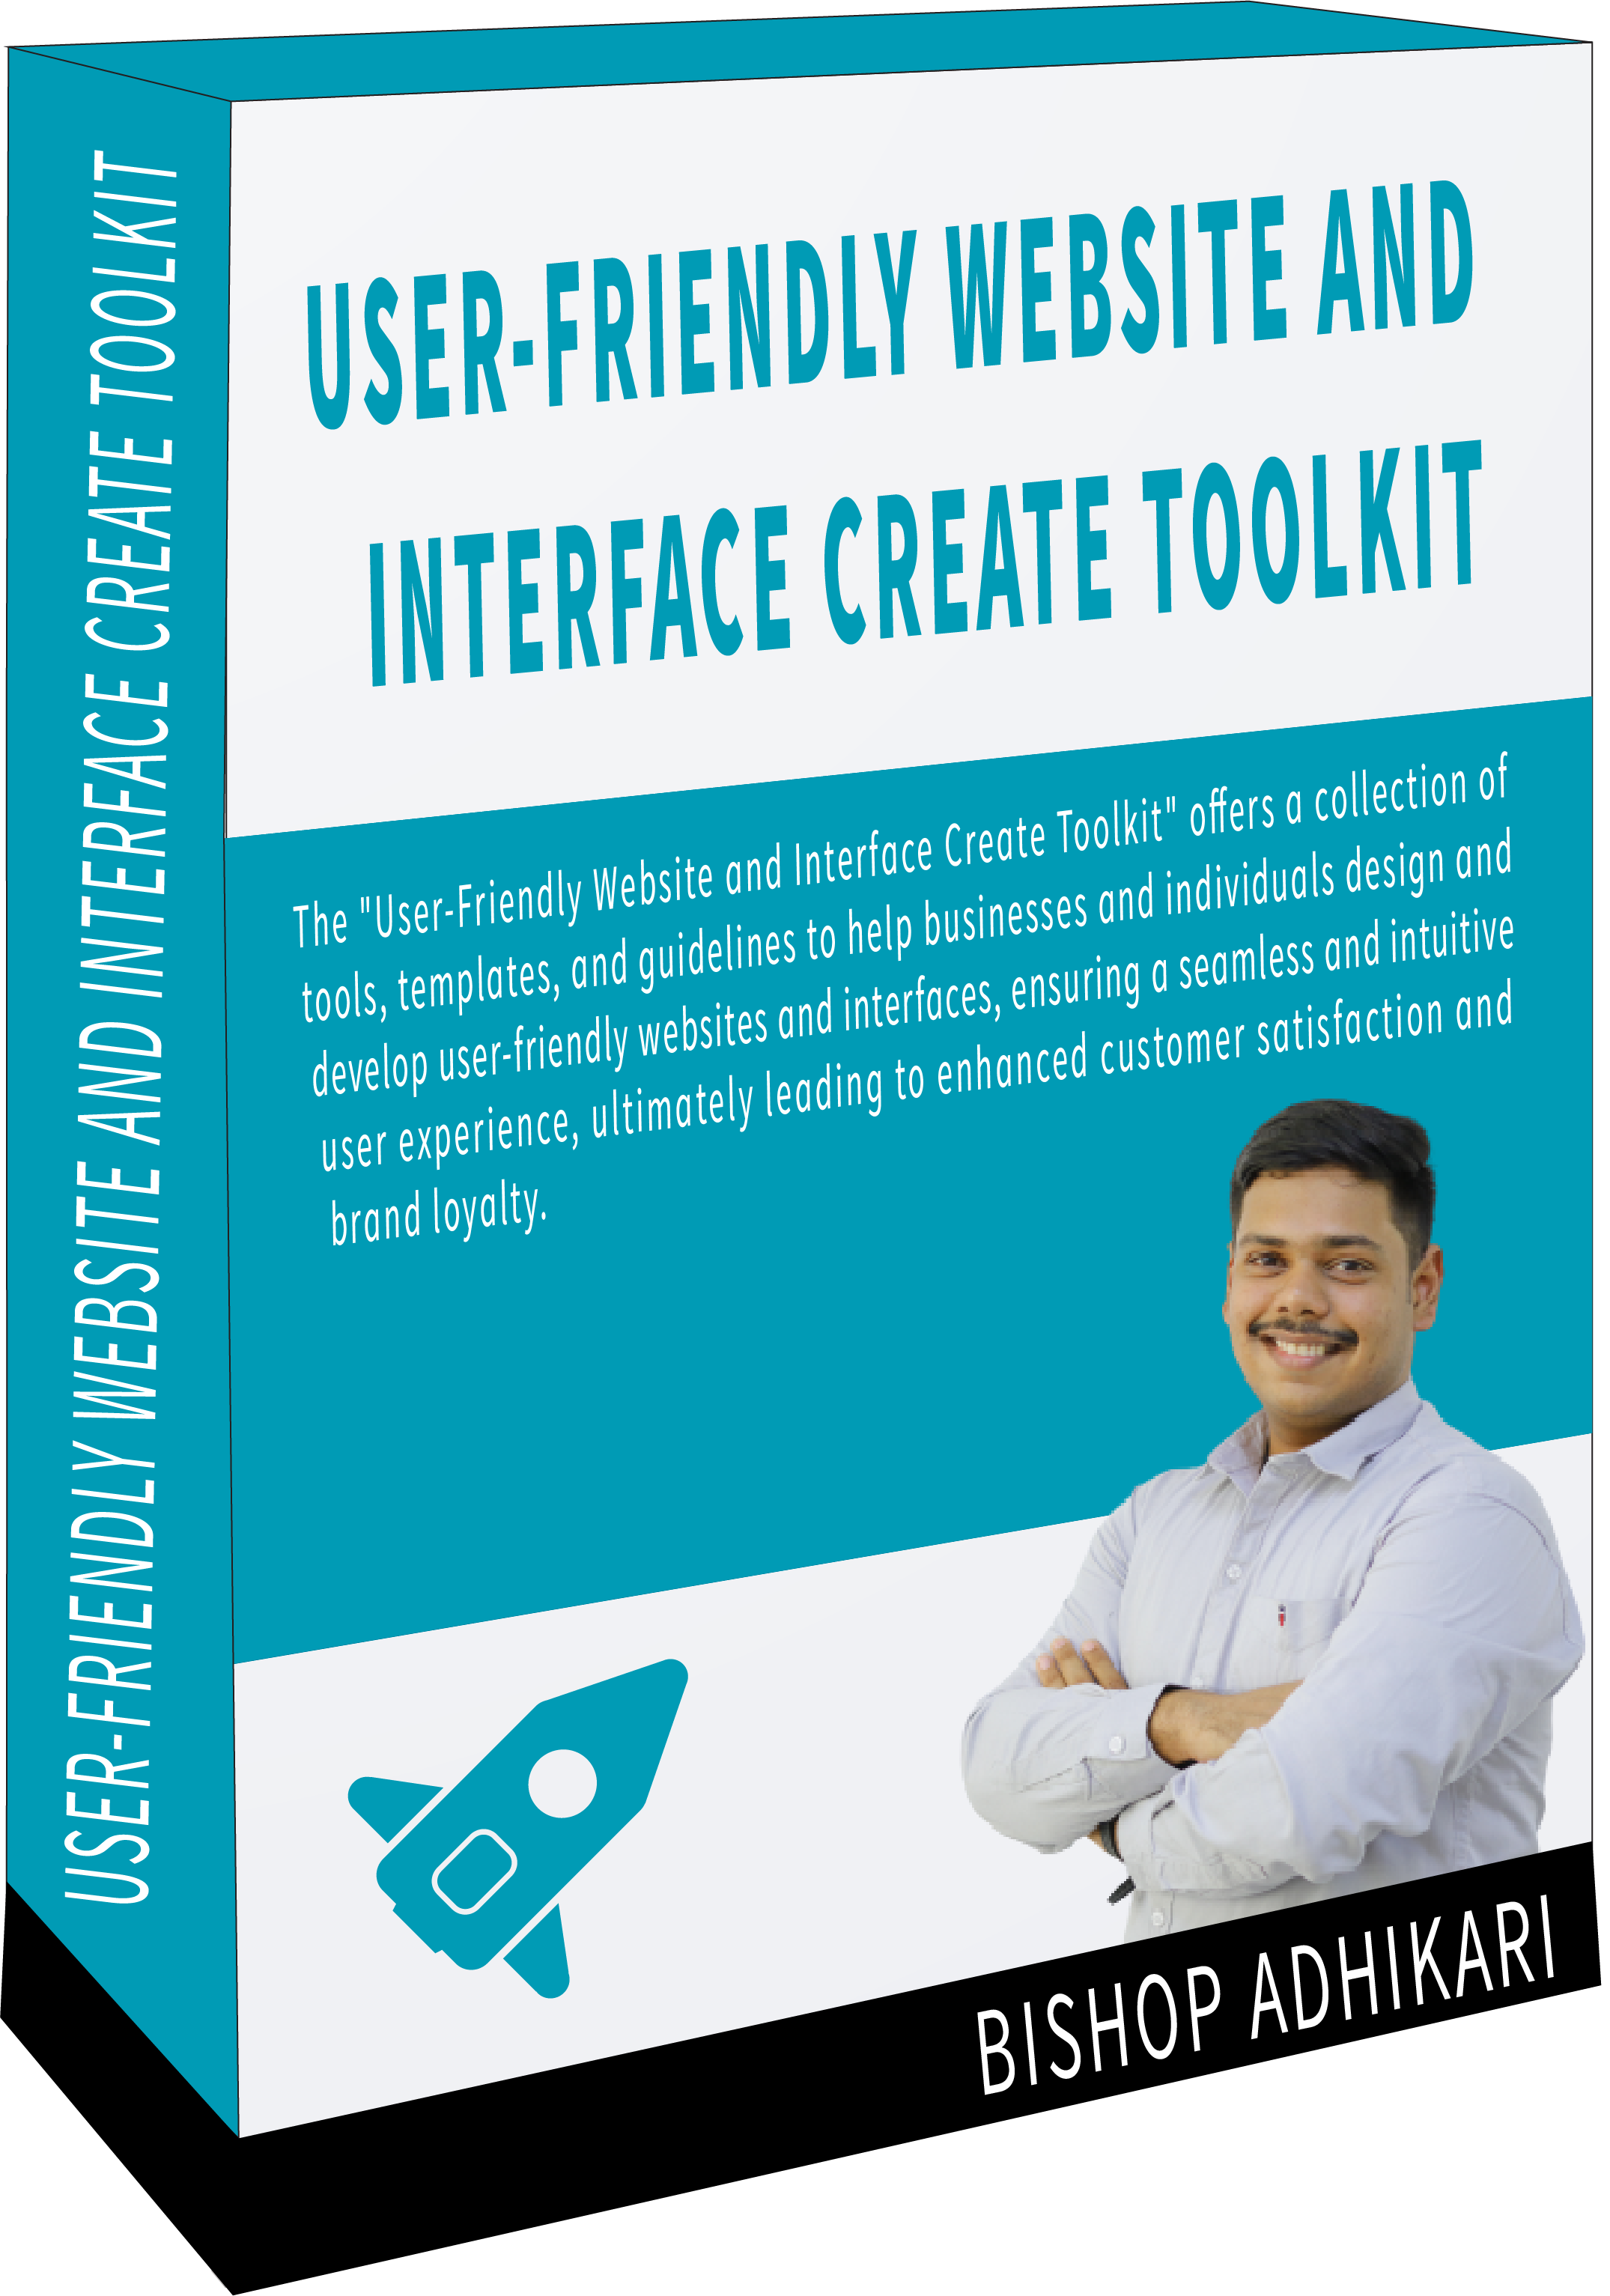 USER-FRIENDLY WEBSITE AND INTERFACE CREATE TOOLKIT
USER-FRIENDLY WEBSITE AND
INTERFACE CREATE TOOLKIT
The "User-Friendly Website and Interface Create Toolkit" offers a collection of
tools, templates, and guidelines to help businesses and individuals design and
develop user-friendly websites and interfaces, ensuring a seamless and intuitive
user experience, ultimately leading to enhanced customer satisfaction and
brand loyalty.
BISHOP ADHIKARI